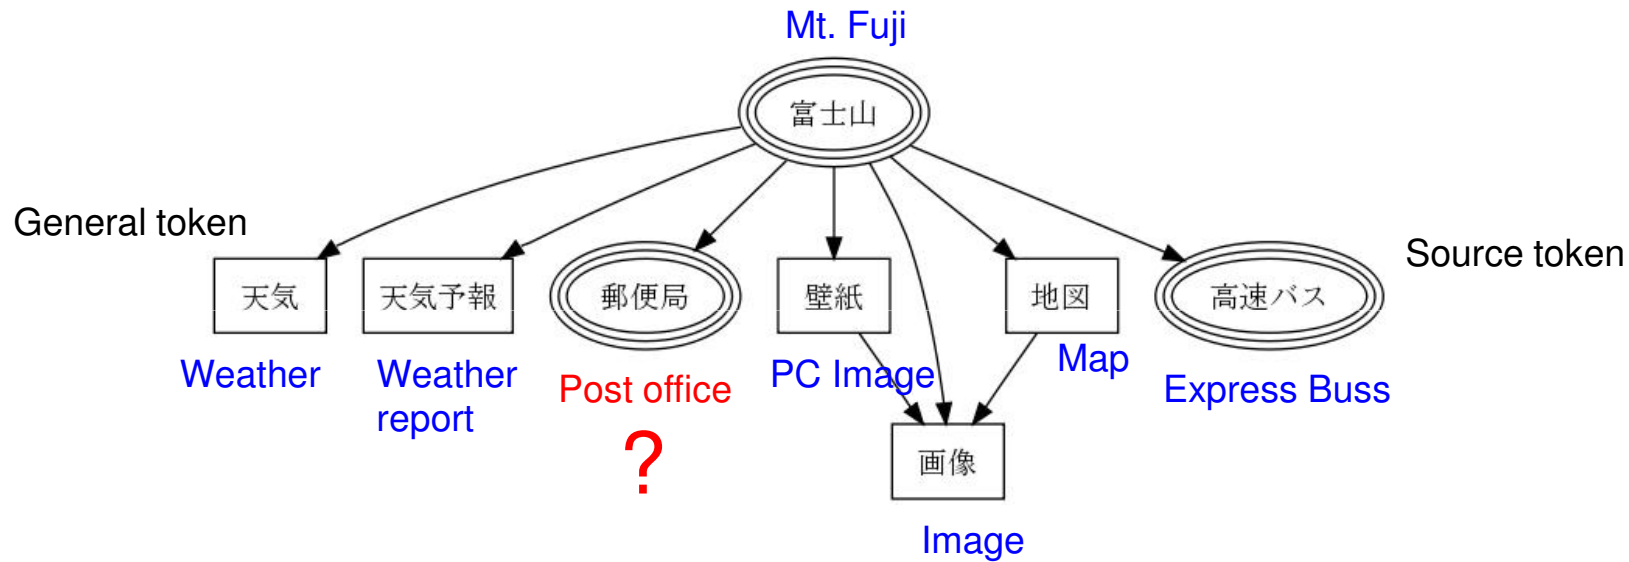 Mt. Fuji
富士山
General token
Source token
天気
天気予報
郵便局
壁紙
地図
高速バス
Weather
Weather
report
Post office
?
PC Image
Map
Express Buss
画像
Image